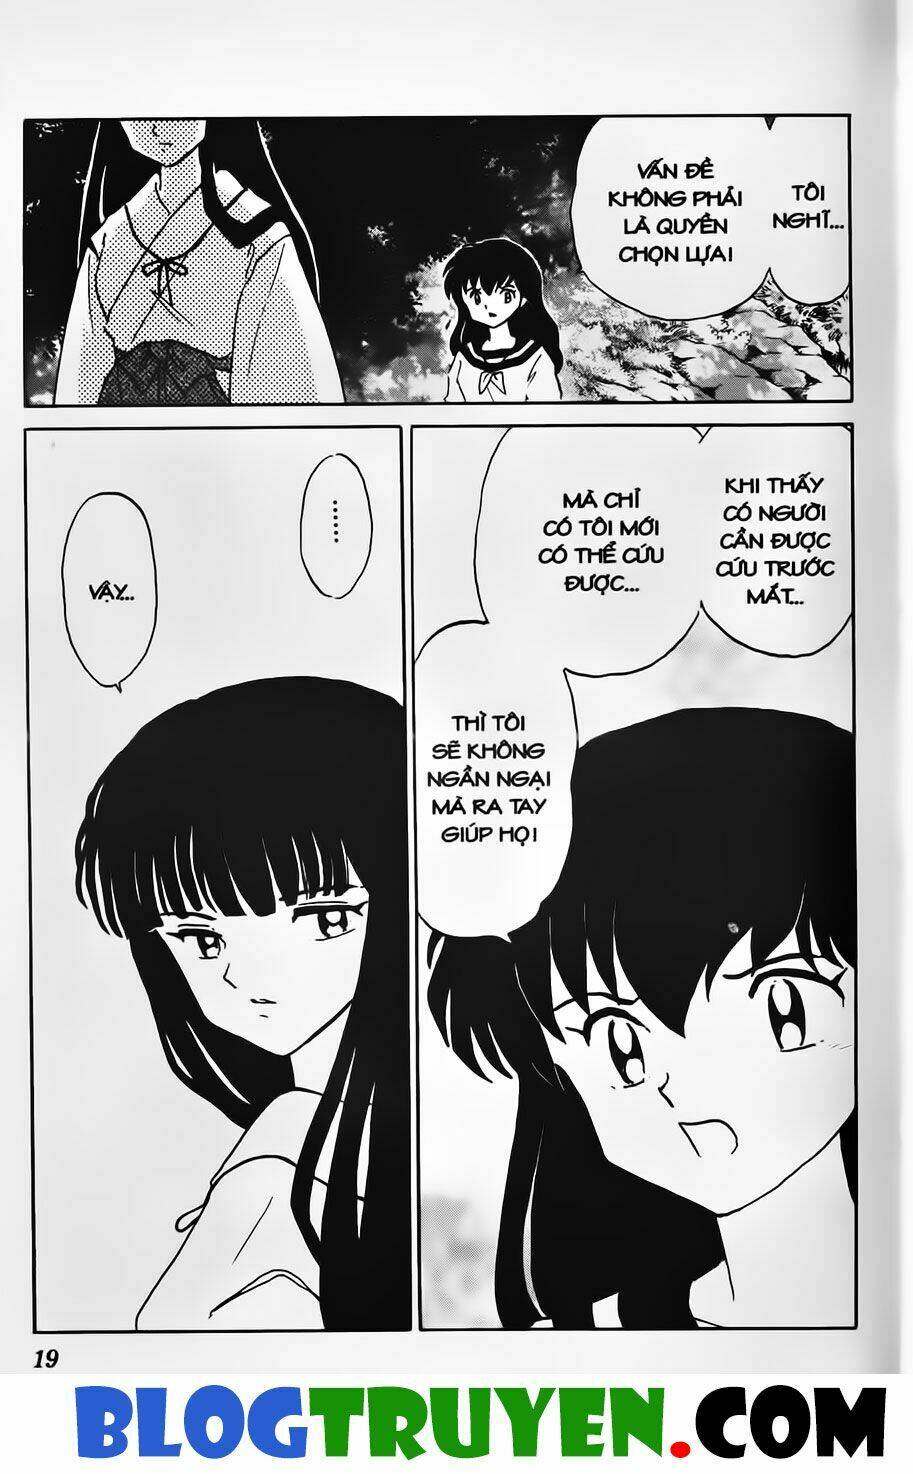 TÔI
NGHĨ...
VẤN ĐỀ
KHÔNG PHẢI
LÀ QUYỀN
CHỌN LỰA!
KHI THẤY
CÓ NGƯỜI
CẦN ĐƯỢC
CỨU TRƯỚC
MẮT...
MÀ CHỈ
CÓ TÔI MỚI
CÓ THỂ CỨU
ĐƯỢC...
THÌ TÔI
SẼ KHÔNG
NGẦN NGẠI
MÀ RA TAY
GIÚP HỌ!
.......
VẬY...
19
BLOGTRUYEN.COM